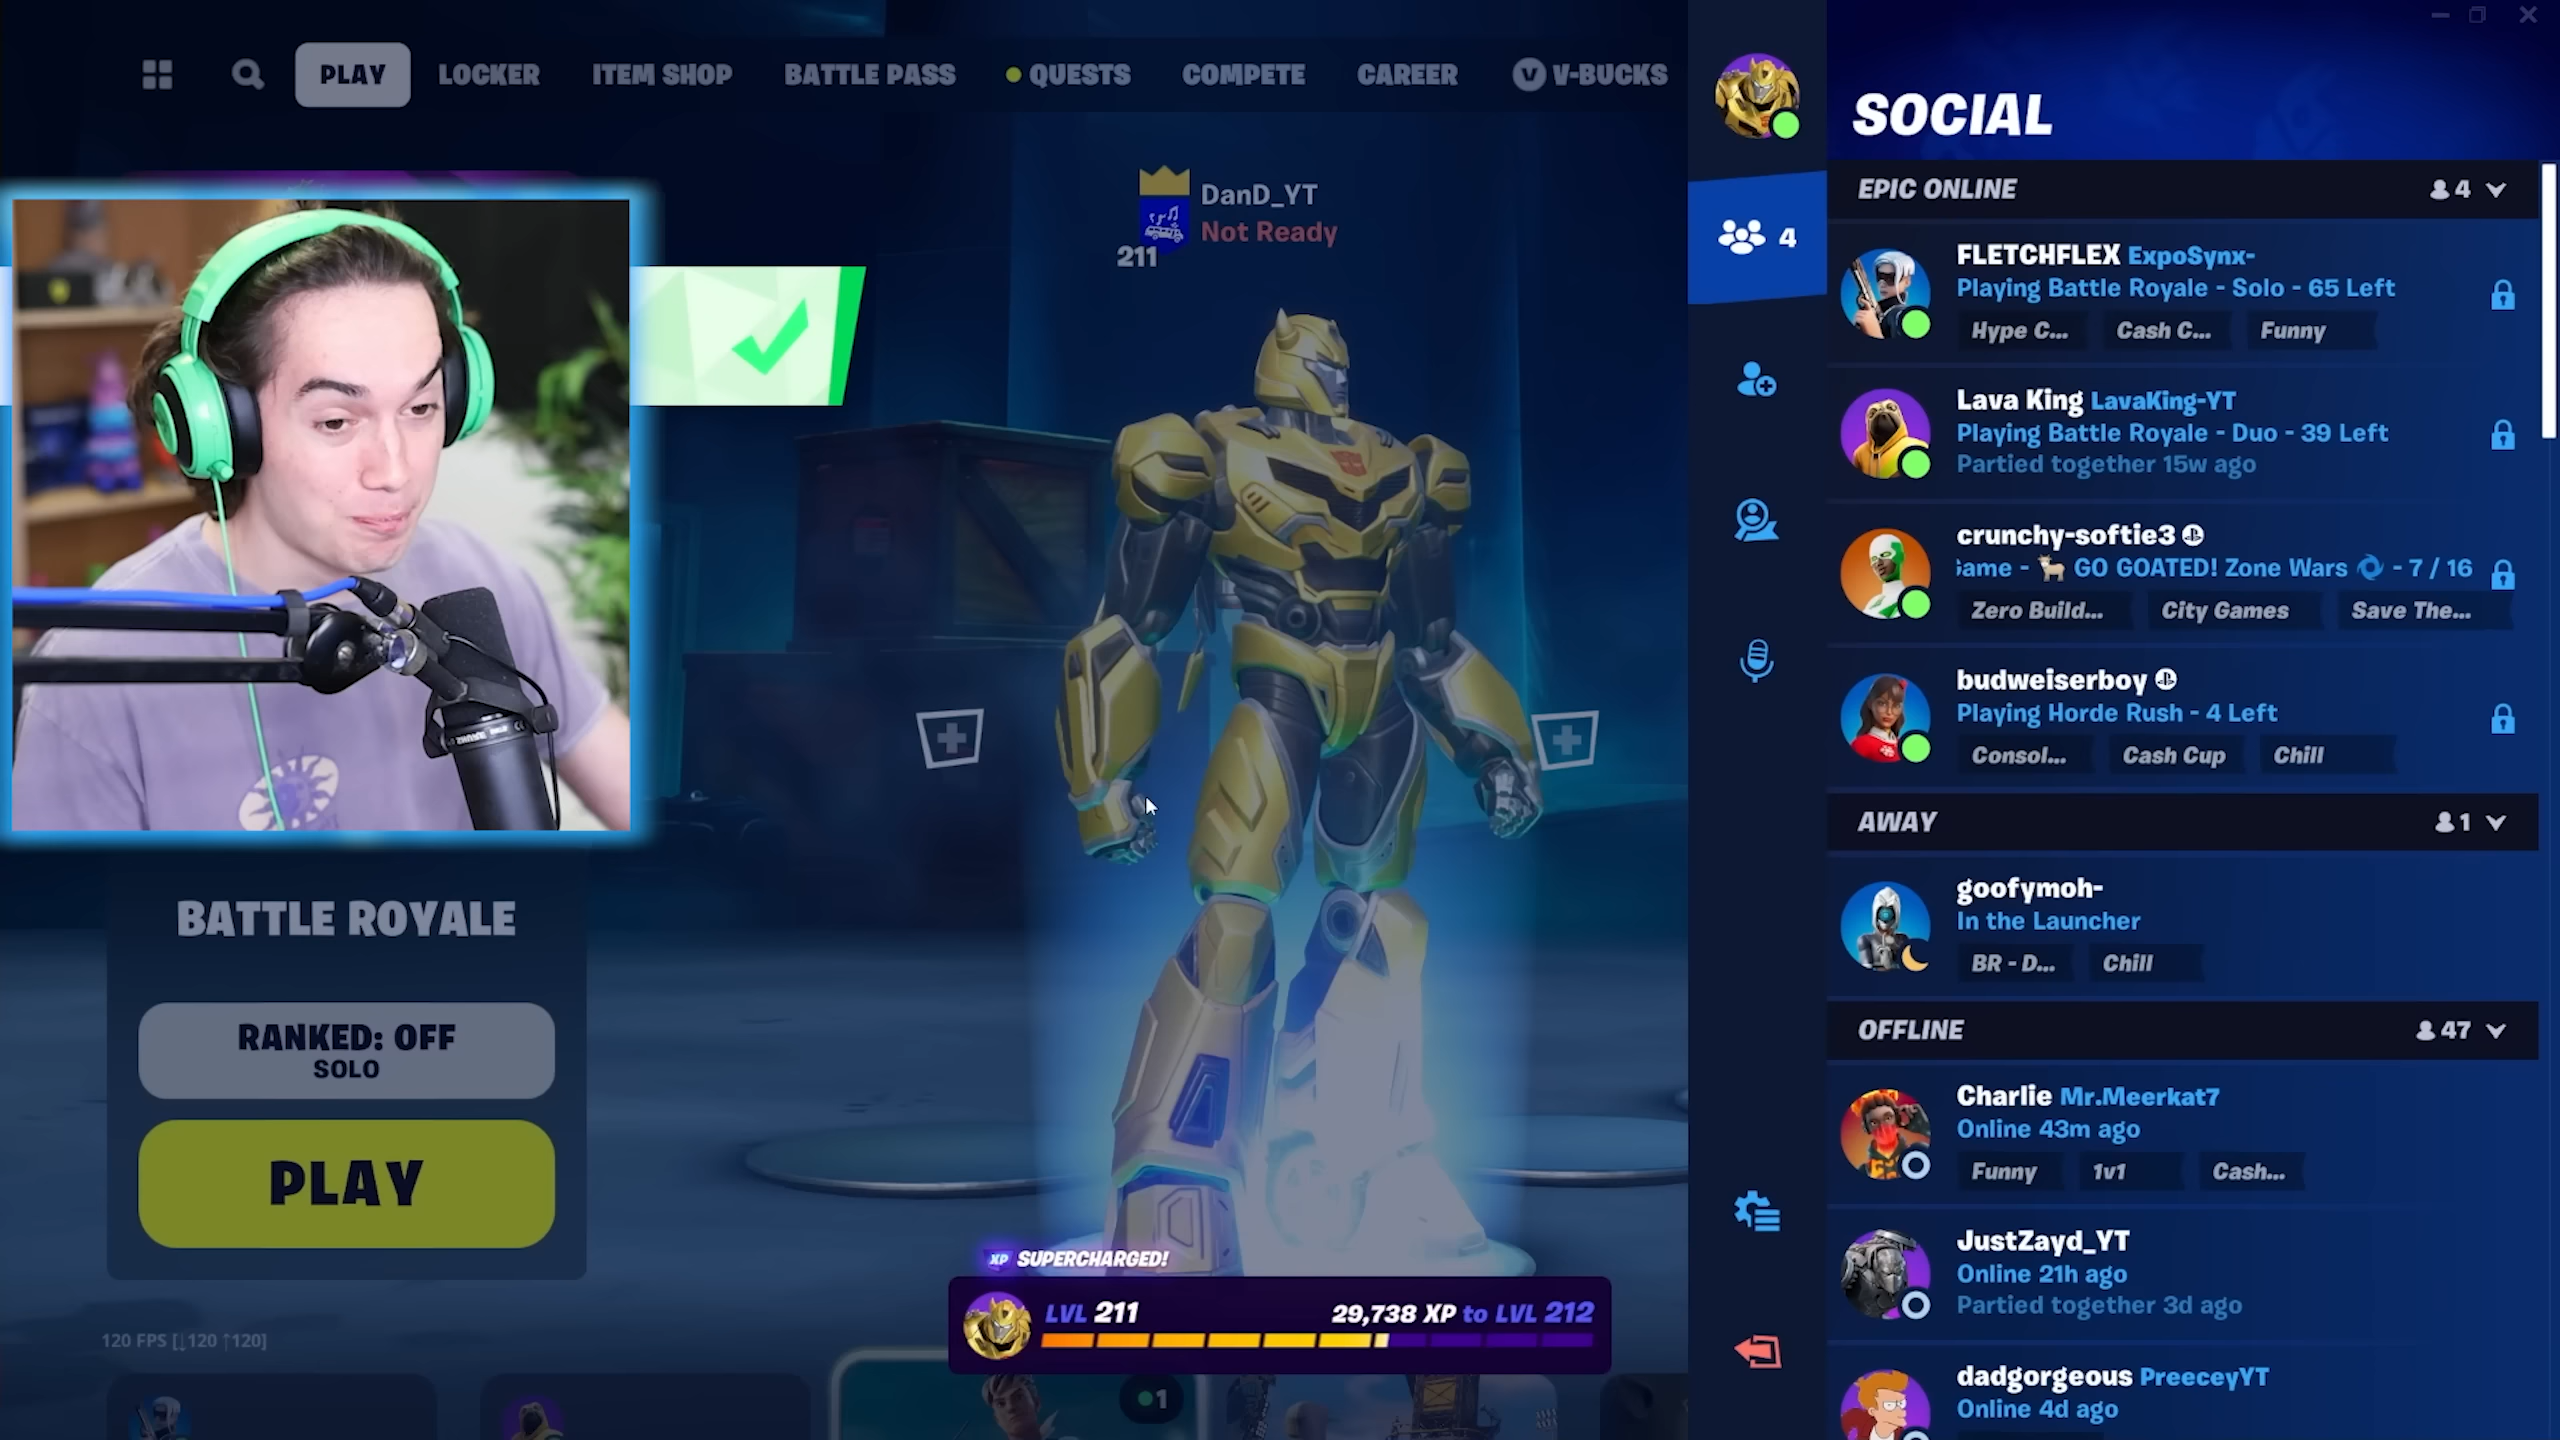 PLAY
LOCKER
ITEM SHOP
BATTLE PASS
QUESTS
COMPETE
CAREER
V-BUCKS
DanD_YT
Not Ready
211
BATTLE ROYALE
RANKED: OFF
SOLO
PLAY
120 FPS [↓120 ↑120]
XP SUPERCHARGED!
LVL 211
29,738 XP to LVL 212
1
4
SOCIAL
EPIC ONLINE
4
FLETCHFLEX ExpoSynx-
Playing Battle Royale - Solo - 65 Left
Hype C... Cash C... Funny
Lava King LavaKing-YT
Playing Battle Royale - Duo - 39 Left
Partied together 15w ago
crunchy-softie3
Game - 🐐 GO GOATED! Zone Wars 🌀 - 7 / 16
Zero Build... City Games Save The...
budweiserboy
Playing Horde Rush - 4 Left
Consol... Cash Cup Chill
AWAY
1
goofymoh-
In the Launcher
BR - D... Chill
OFFLINE
47
Charlie Mr.Meerkat7
Online 43m ago
Funny 1v1 Cash...
JustZayd_YT
Online 21h ago
Partied together 3d ago
dadgorgeous PreeceyYT
Online 4d ago